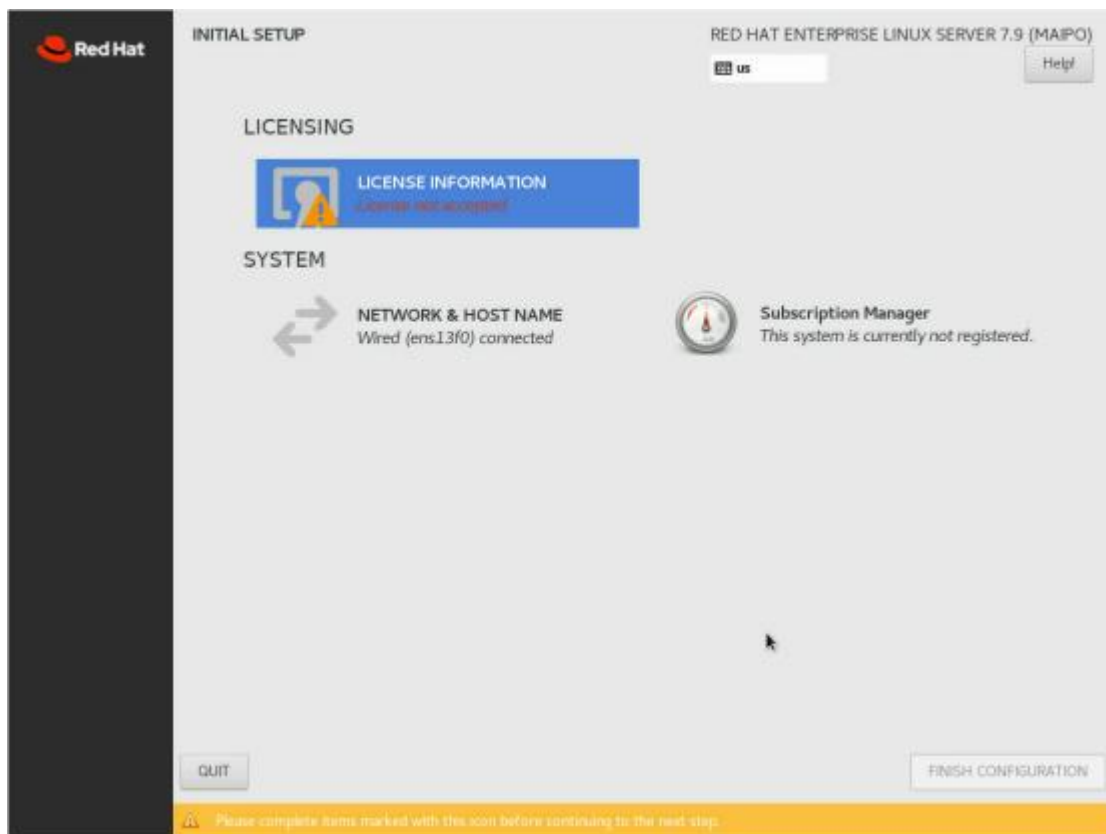 Red Hat
INITIAL SETUP
RED HAT ENTERPRISE LINUX SERVER 7.9 (MAIPO)
us
Help!
LICENSING
LICENSE INFORMATION
License not accepted
SYSTEM
NETWORK & HOST NAME
Wired (ens13f0) connected
Subscription Manager
This system is currently not registered.
QUIT
FINISH CONFIGURATION
Please complete items marked with this icon before continuing to the next step.